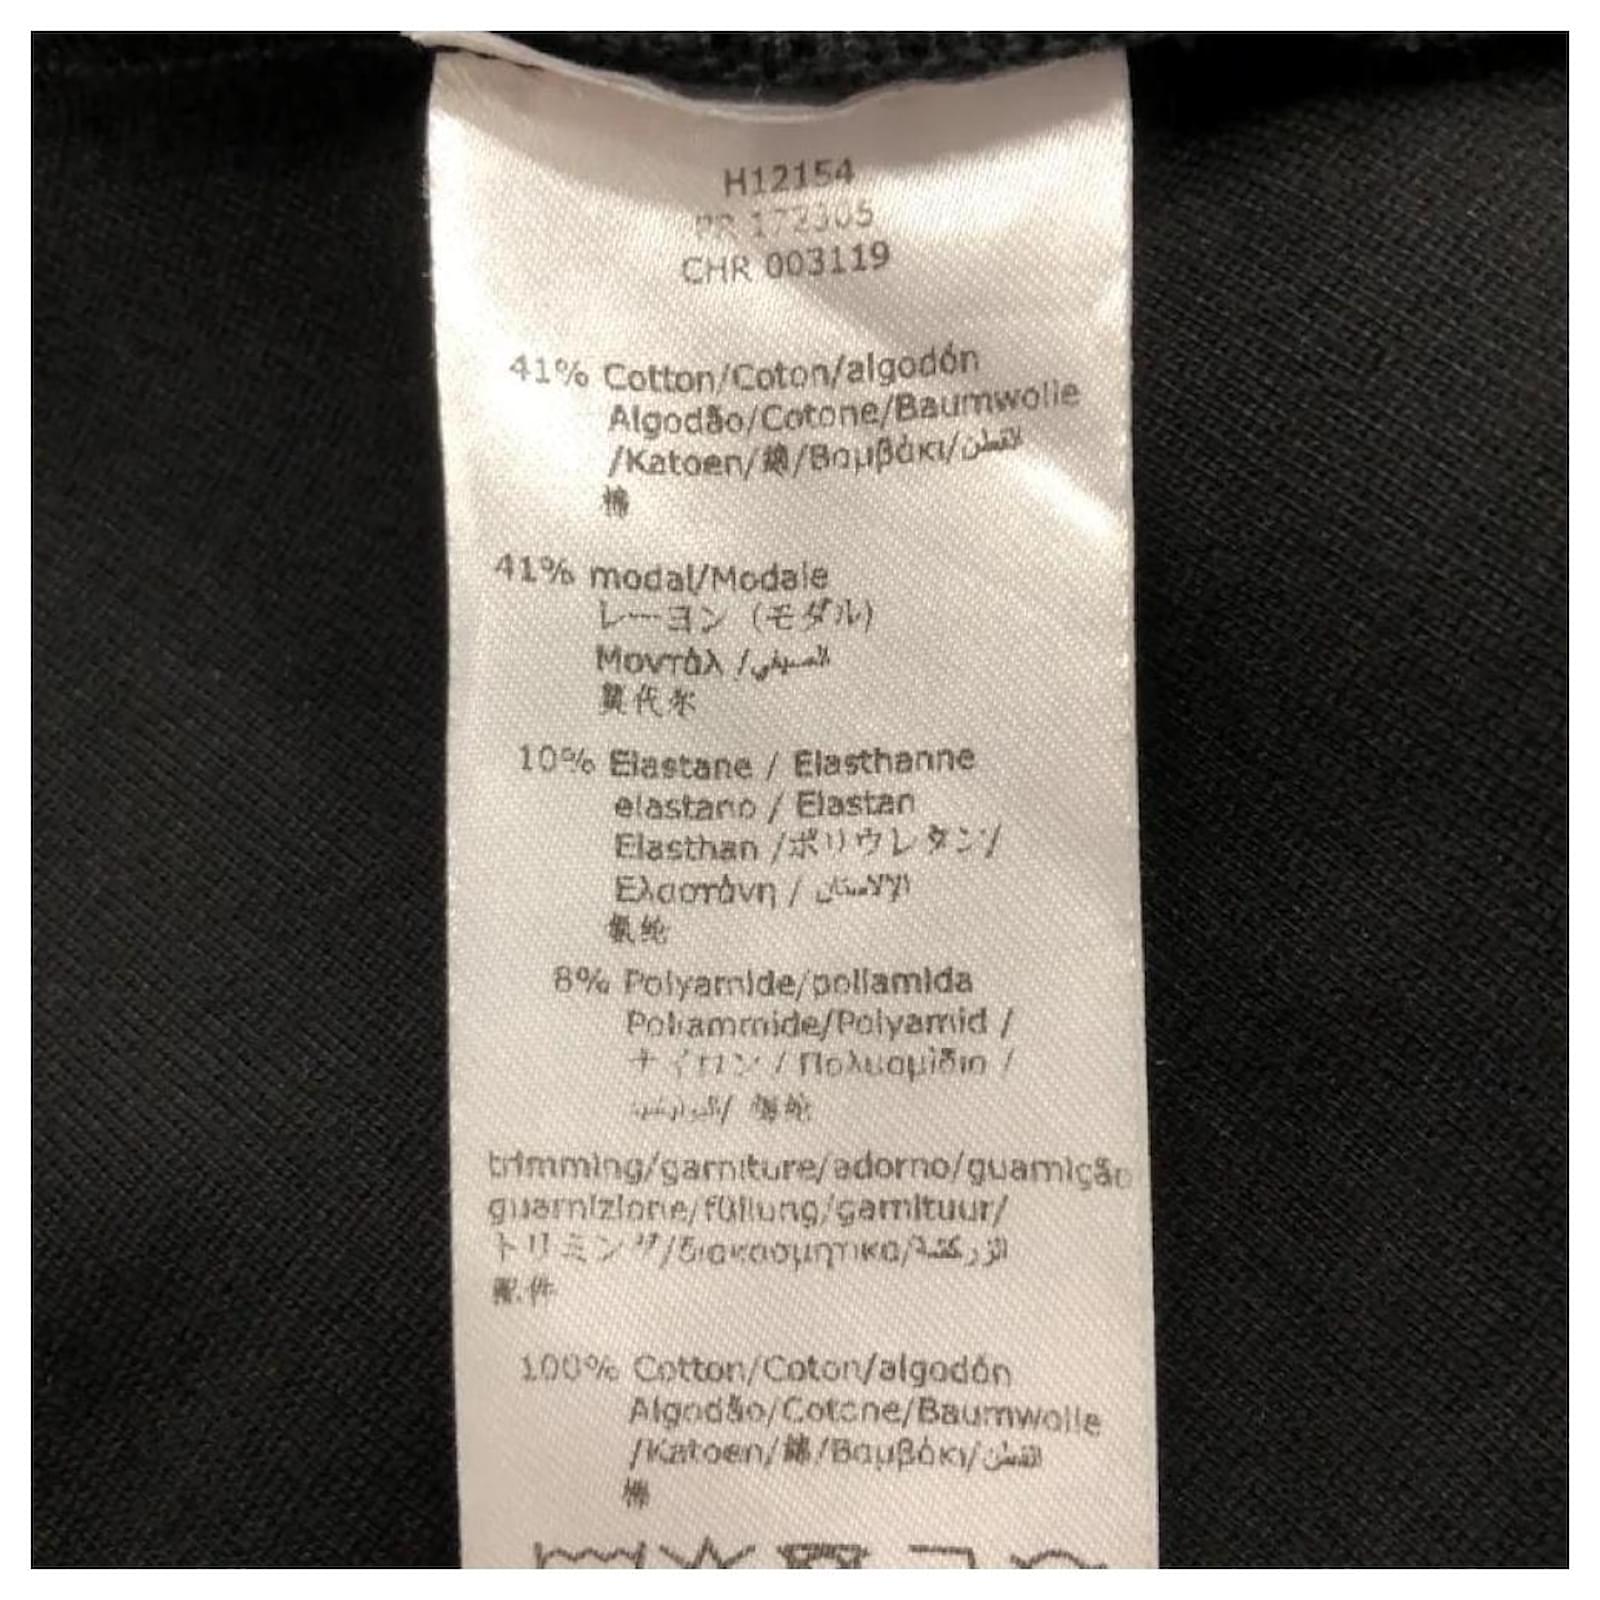 H12154
PR 172305
CHR 003119
41% Cotton/Coton/algodón
Algodão/Cotone/Baumwolle
/Katoen/綿/Βαμβάκι/القطن
棉
41% modal/Modale
レーヨン (モダル)
Μοντάλ /
莫代尔
10% Elastane / Elasthanne
elastano / Elastan
Elasthan /ポリウレタン/
Ελαστάνη / الإلاستان
氨纶
8% Polyamide/poliamida
Poliammide/Polyamid /
ナイロン / Πολυαμίδιο /
锦纶
trimming/garniture/adorno/guarnição
guarnizione/füllung/garnituur/
トリミング/διακοσμητικα/الزركشة
配件
100% Cotton/Coton/algodón
Algodão/Cotone/Baumwolle
/Katoen/綿/Βαμβάκι/القطن
棉